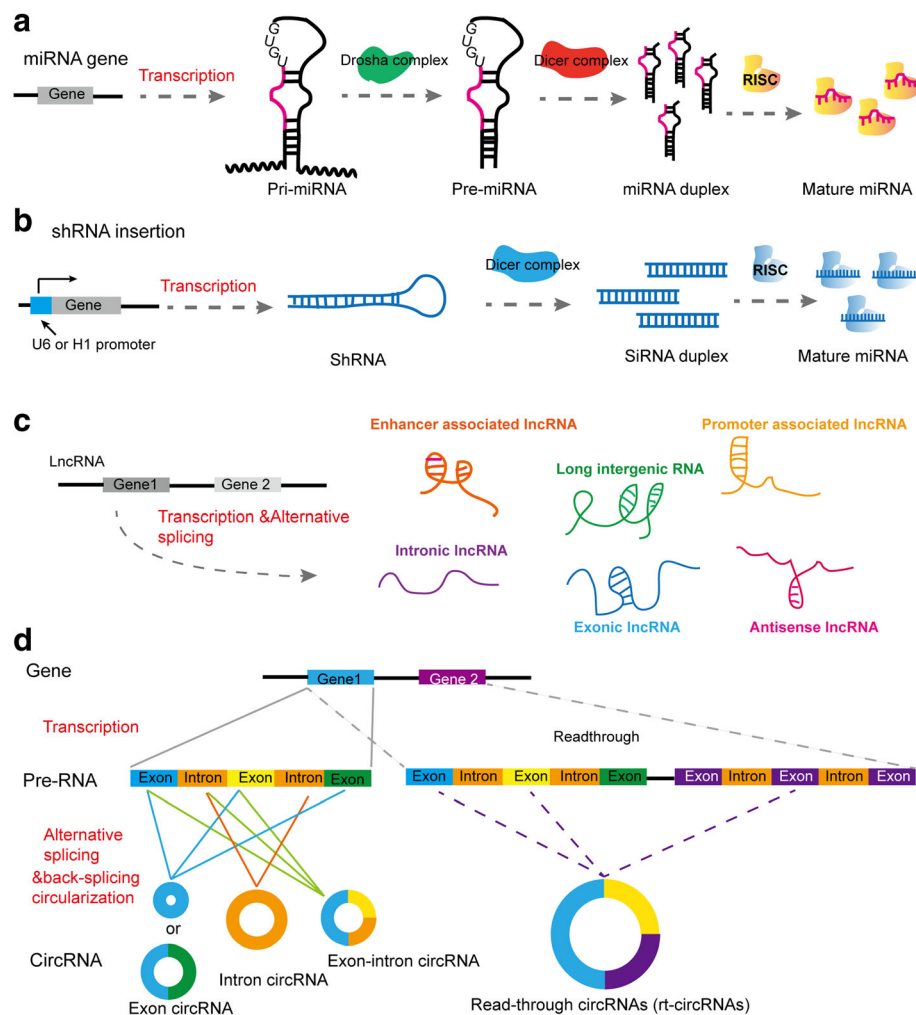 a
miRNA gene
Gene
Transcription
G
U
G
U
Pri-miRNA
Drosha complex
G
U
G
U
Pre-miRNA
Dicer complex
miRNA duplex
RISC
Mature miRNA
b
shRNA insertion
Gene
U6 or H1 promoter
Transcription
ShRNA
Dicer complex
SiRNA duplex
RISC
Mature miRNA
c
LncRNA
Gene1
Gene 2
Transcription &Alternative
splicing
Enhancer associated lncRNA
Promoter associated lncRNA
Long intergenic RNA
Intronic lncRNA
Exonic lncRNA
Antisense lncRNA
d
Gene
Gene1
Gene 2
Transcription
Readthrough
Pre-RNA
Exon Intron Exon Intron Exon
Exon Intron Exon Intron Exon
Exon Intron Exon Intron Exon
Alternative
splicing
&back-splicing
circularization
or
CircRNA
Exon circRNA
Intron circRNA
Exon-intron circRNA
Read-through circRNAs (rt-circRNAs)